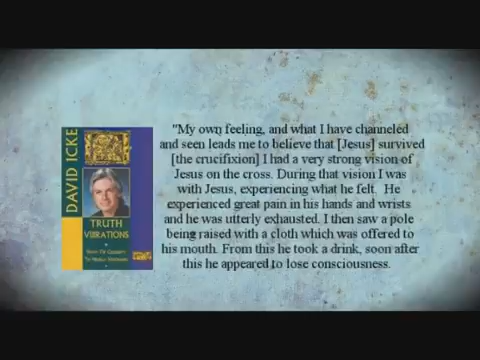 DAVID ICKE
TRUTH
VIBRATIONS
"My own feeling, and what I have channeled
and seen leads me to believe that [Jesus] survived
[the crucifixion] I had a very strong vision of
Jesus on the cross. During that vision I was
with Jesus, experiencing what he felt. He
experienced great pain in his hands and wrists
and he was utterly exhausted. I then saw a pole
being raised with a cloth which was offered to
his mouth. From this he took a drink, soon after
this he appeared to lose consciousness.